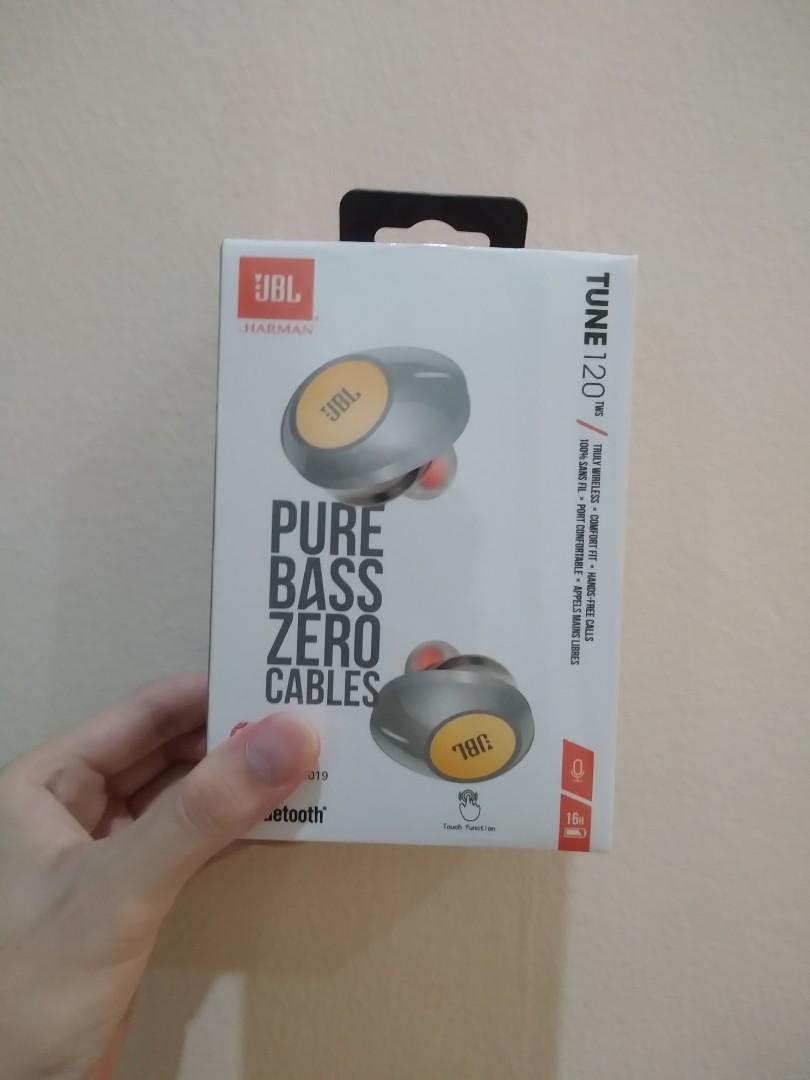 JBL
HARMAN
JBL
PURE
BASS
ZERO
CABLES
JBL
019
etooth®
Touch function
TUNE 120 TWS
TRULY WIRELESS × COMFORT FIT × HANDS-FREE CALLS
100% SANS FIL × PORT CONFORTABLE × APPELS MAINS LIBRES
16H